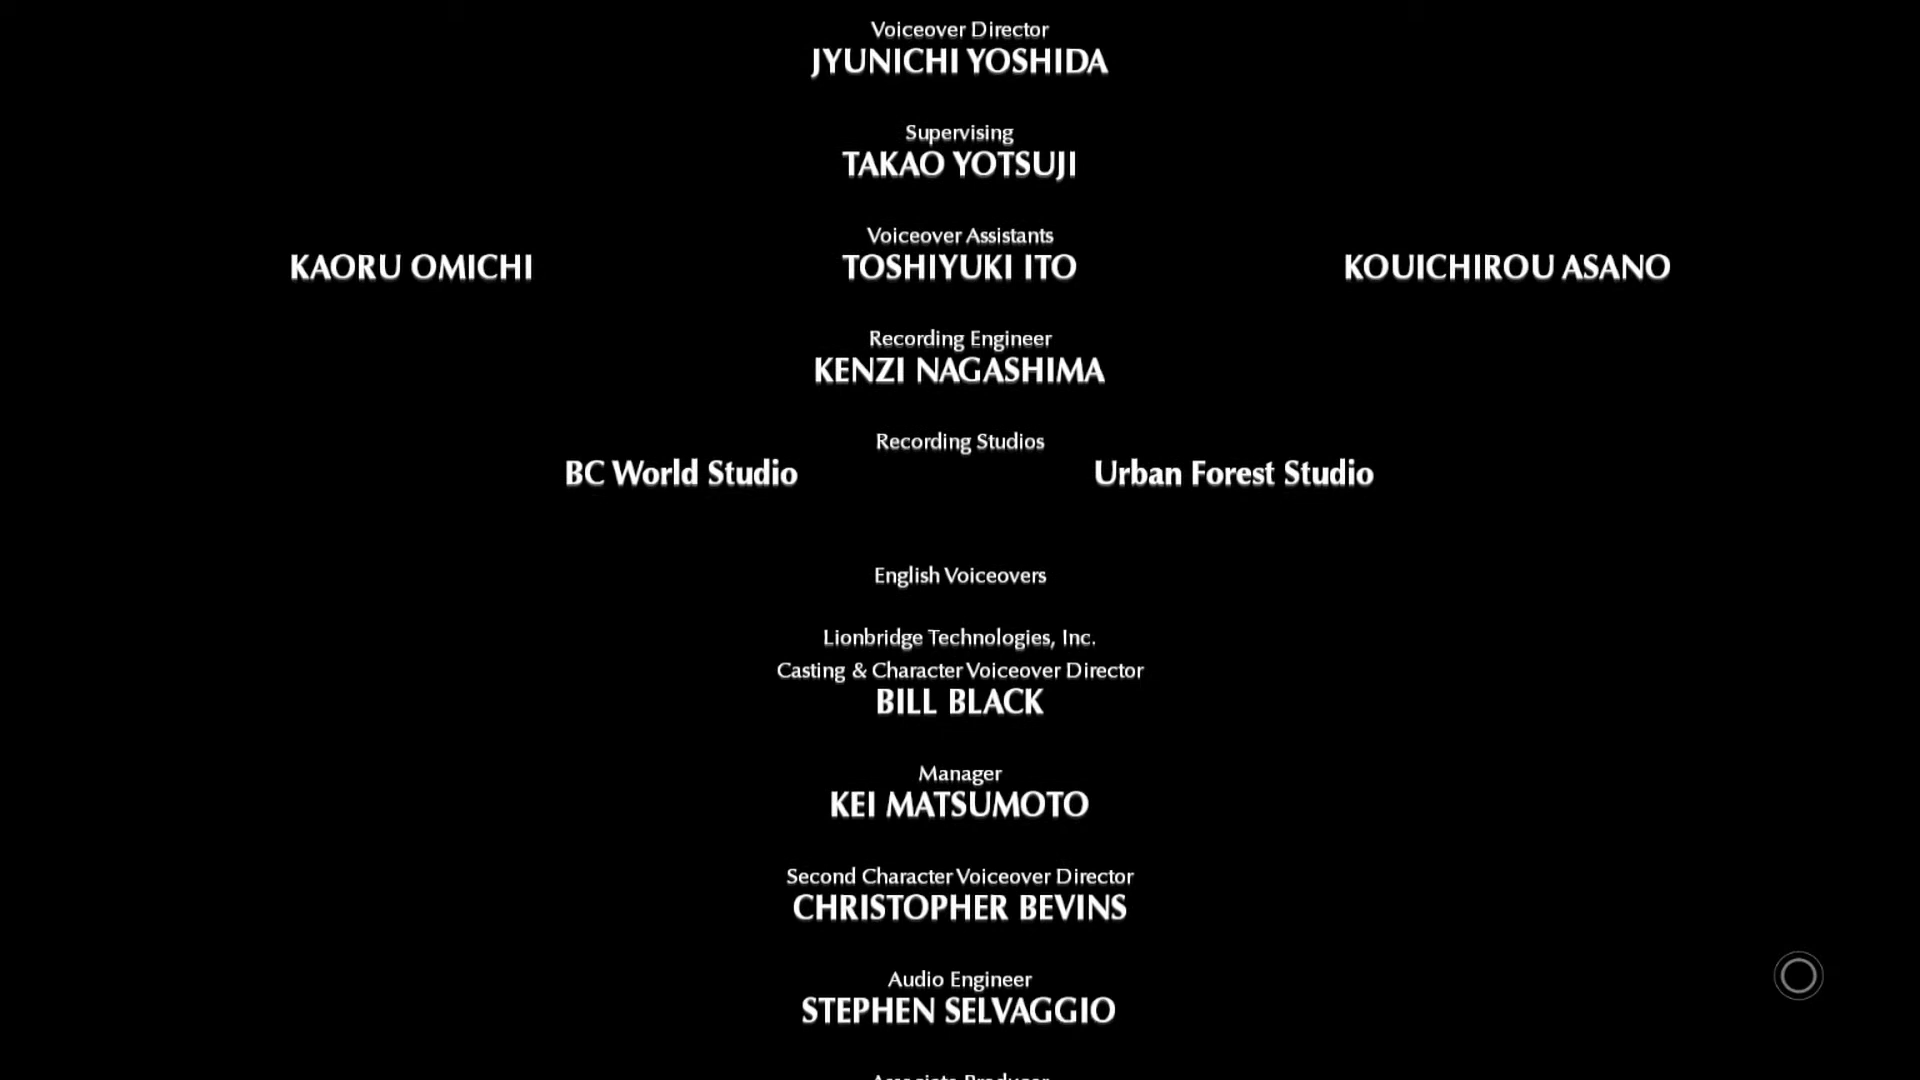 Voiceover Director
JYUNICHI YOSHIDA
Supervising
TAKAO YOTSUJI
Voiceover Assistants
KAORU OMICHI TOSHIYUKI ITO KOUICHIROU ASANO
Recording Engineer
KENZI NAGASHIMA
Recording Studios
BC World Studio Urban Forest Studio
English Voiceovers
Lionbridge Technologies, Inc.
Casting & Character Voiceover Director
BILL BLACK
Manager
KEI MATSUMOTO
Second Character Voiceover Director
CHRISTOPHER BEVINS
Audio Engineer
STEPHEN SELVAGGIO